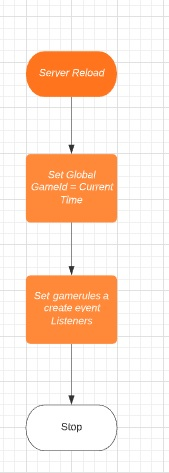 Server Reload
Set Global
GameId = Current
Time
Set gamerules a
create event
Listeners
Stop